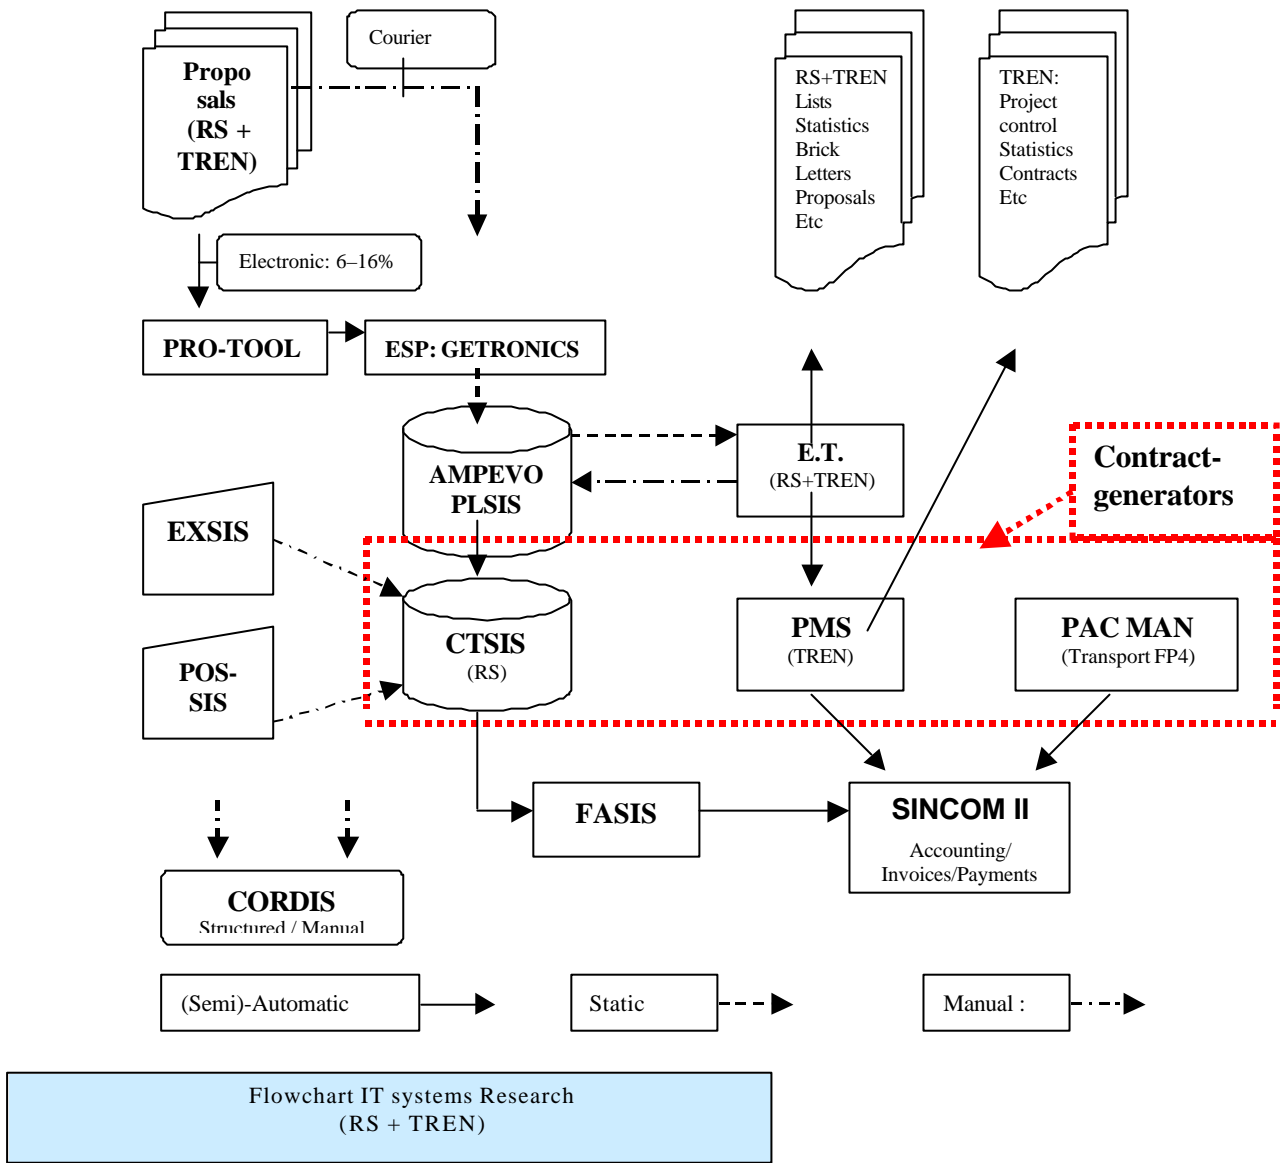 Courier
Propo
sals
(RS +
TREN)
RS+TREN
Lists
Statistics
Brick
Letters
Proposals
Etc
TREN:
Project
control
Statistics
Contracts
Etc
Electronic: 6–16%
PRO-TOOL
ESP: GETRONICS
AMPEVO
PLSIS
E.T.
(RS+TREN)
Contract-
generators
EXSIS
CTSIS
(RS)
PMS
(TREN)
PAC MAN
(Transport FP4)
POS-
SIS
FASIS
SINCOM II
Accounting/
Invoices/Payments
CORDIS
Structured / Manual
(Semi)-Automatic
Static
Manual :
Flowchart IT systems Research
(RS + TREN)